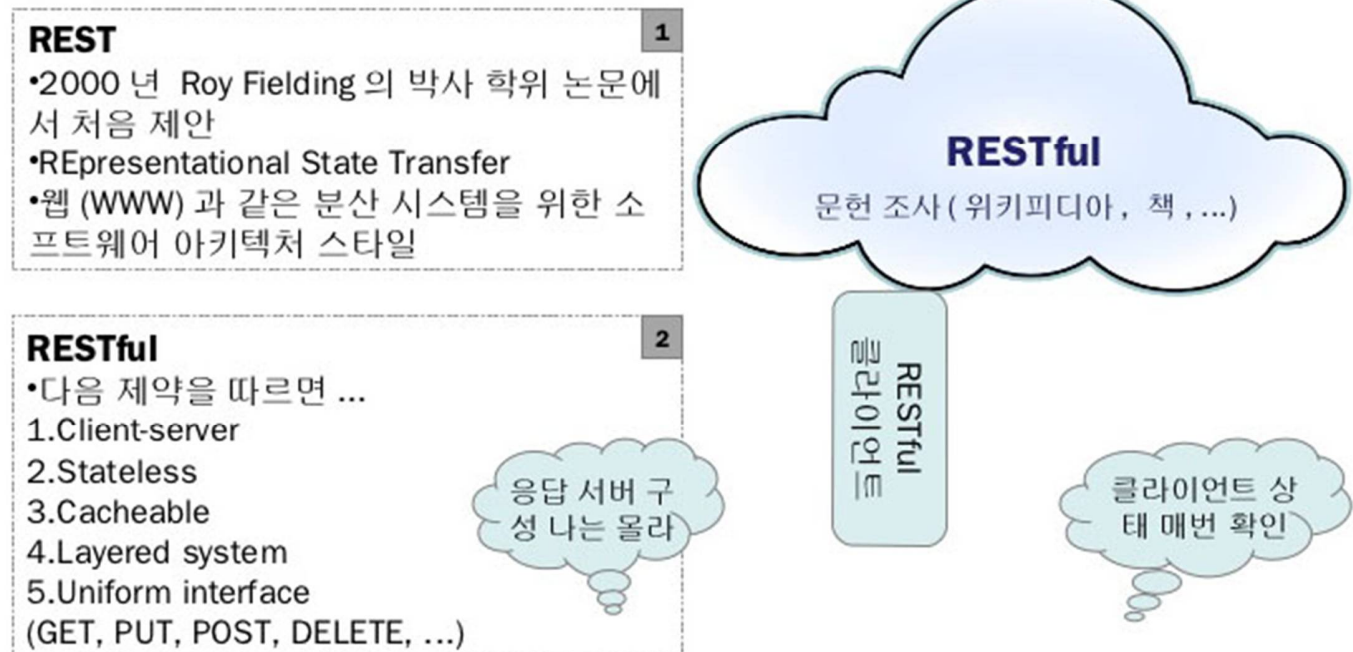 REST
1
•2000 년 Roy Fielding 의 박사 학위 논문에
서 처음 제안
•REpresentational State Transfer
•웹 (WWW) 과 같은 분산 시스템을 위한 소
프트웨어 아키텍처 스타일
RESTful
문헌 조사 ( 위키피디아 , 책 , ...)
RESTful
2
•다음 제약을 따르면 ...
1.Client-server
2.Stateless
3.Cacheable
4.Layered system
5.Uniform interface
(GET, PUT, POST, DELETE, ...)
응답 서버 구
성 나는 몰라
RESTful
클라이언트
클라이언트 상
태 매번 확인